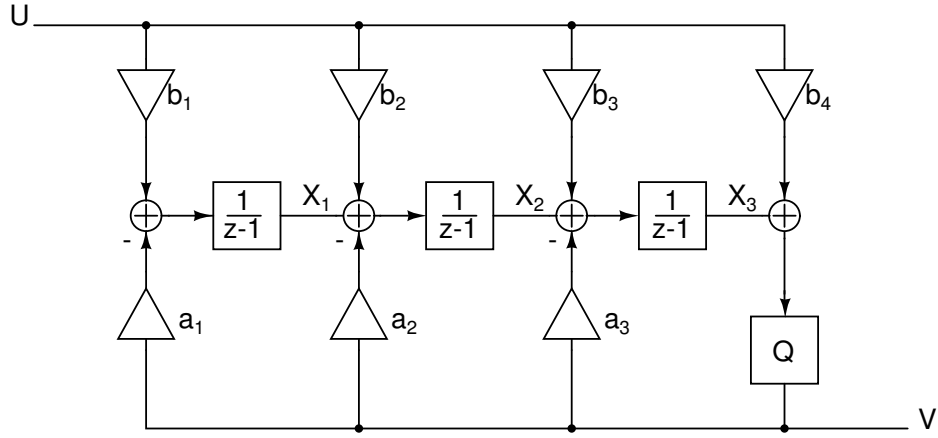 U
b1 b2 b3 b4
1 X1 1 X2 1 X3
z-1 z-1 z-1
- - -
a1 a2 a3
Q
V